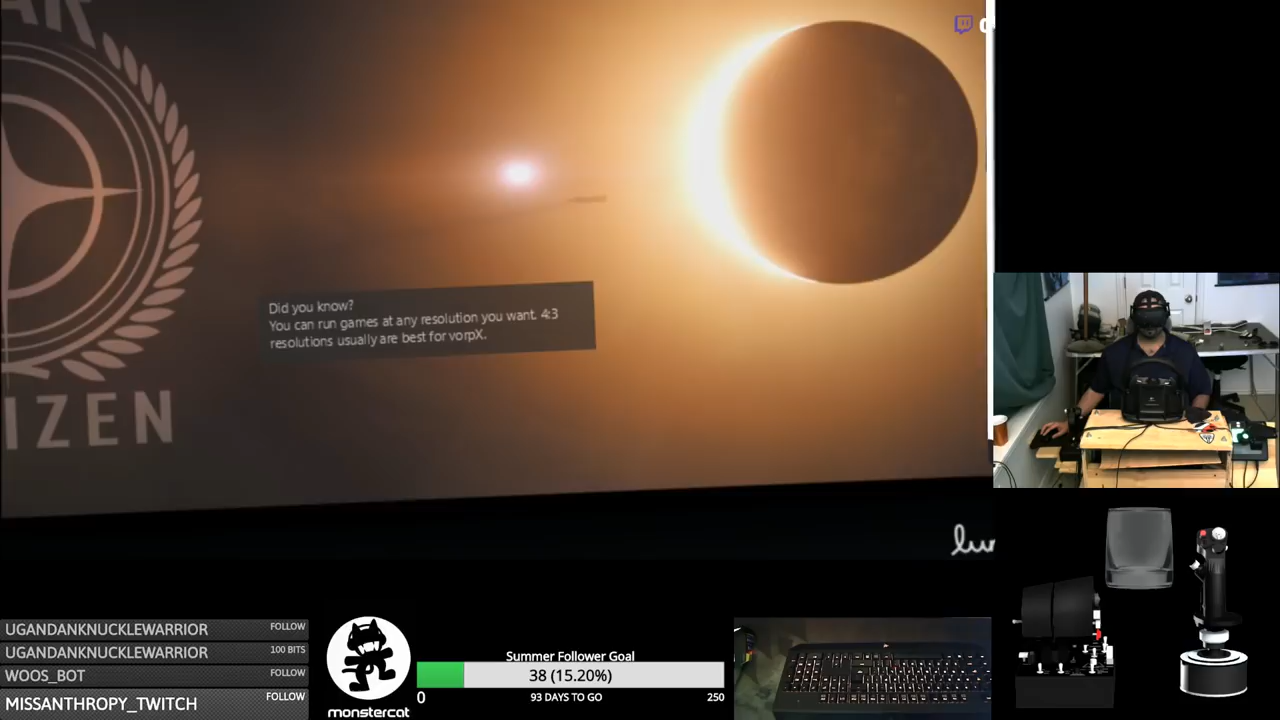 AR
IZEN
Did you know?
You can run games at any resolution you want. 4:3
resolutions usually are best for vorpX.
UGANDANKNUCKLEWARRIOR FOLLOW
UGANDANKNUCKLEWARRIOR 100 BITS
WOOS_BOT FOLLOW
MISSANTHROPY_TWITCH FOLLOW
monstercat
Summer Follower Goal
38 (15.20%)
0 93 DAYS TO GO 250